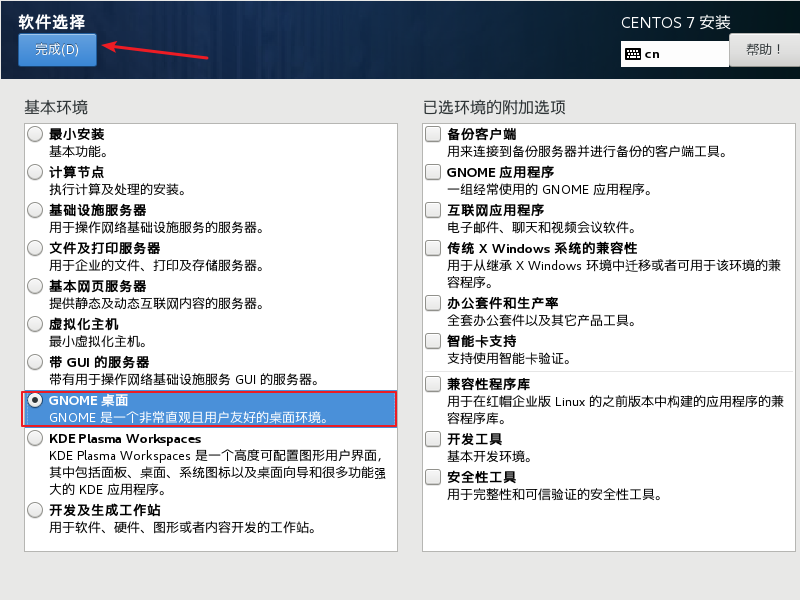 软件选择
CENTOS 7 安装
完成(D)
cn
帮助！
基本环境
最小安装
基本功能。
计算节点
执行计算及处理的安装。
基础设施服务器
用于操作网络基础设施服务的服务器。
文件及打印服务器
用于企业的文件、打印及存储服务器。
基本网页服务器
提供静态及动态互联网内容的服务器。
虚拟化主机
最小虚拟化主机。
带 GUI 的服务器
带有用于操作网络基础设施服务 GUI 的服务器。
GNOME 桌面
GNOME 是一个非常直观且用户友好的桌面环境。
KDE Plasma Workspaces
KDE Plasma Workspaces 是一个高度可配置图形用户界面，
其中包括面板、桌面、系统图标以及桌面向导和很多功能强
大的 KDE 应用程序。
开发及生成工作站
用于软件、硬件、图形或者内容开发的工作站。
已选环境的附加选项
备份客户端
用来连接到备份服务器并进行备份的客户端工具。
GNOME 应用程序
一组经常使用的 GNOME 应用程序。
互联网应用程序
电子邮件、聊天和视频会议软件。
传统 X Windows 系统的兼容性
用于从继承 X Windows 环境中迁移或者可用于该环境的兼
容程序。
办公套件和生产率
全套办公套件以及其它产品工具。
智能卡支持
支持使用智能卡验证。
兼容性程序库
用于在红帽企业版 Linux 的之前版本中构建的应用程序的兼
容程序库。
开发工具
基本开发环境。
安全性工具
用于完整性和可信验证的安全性工具。